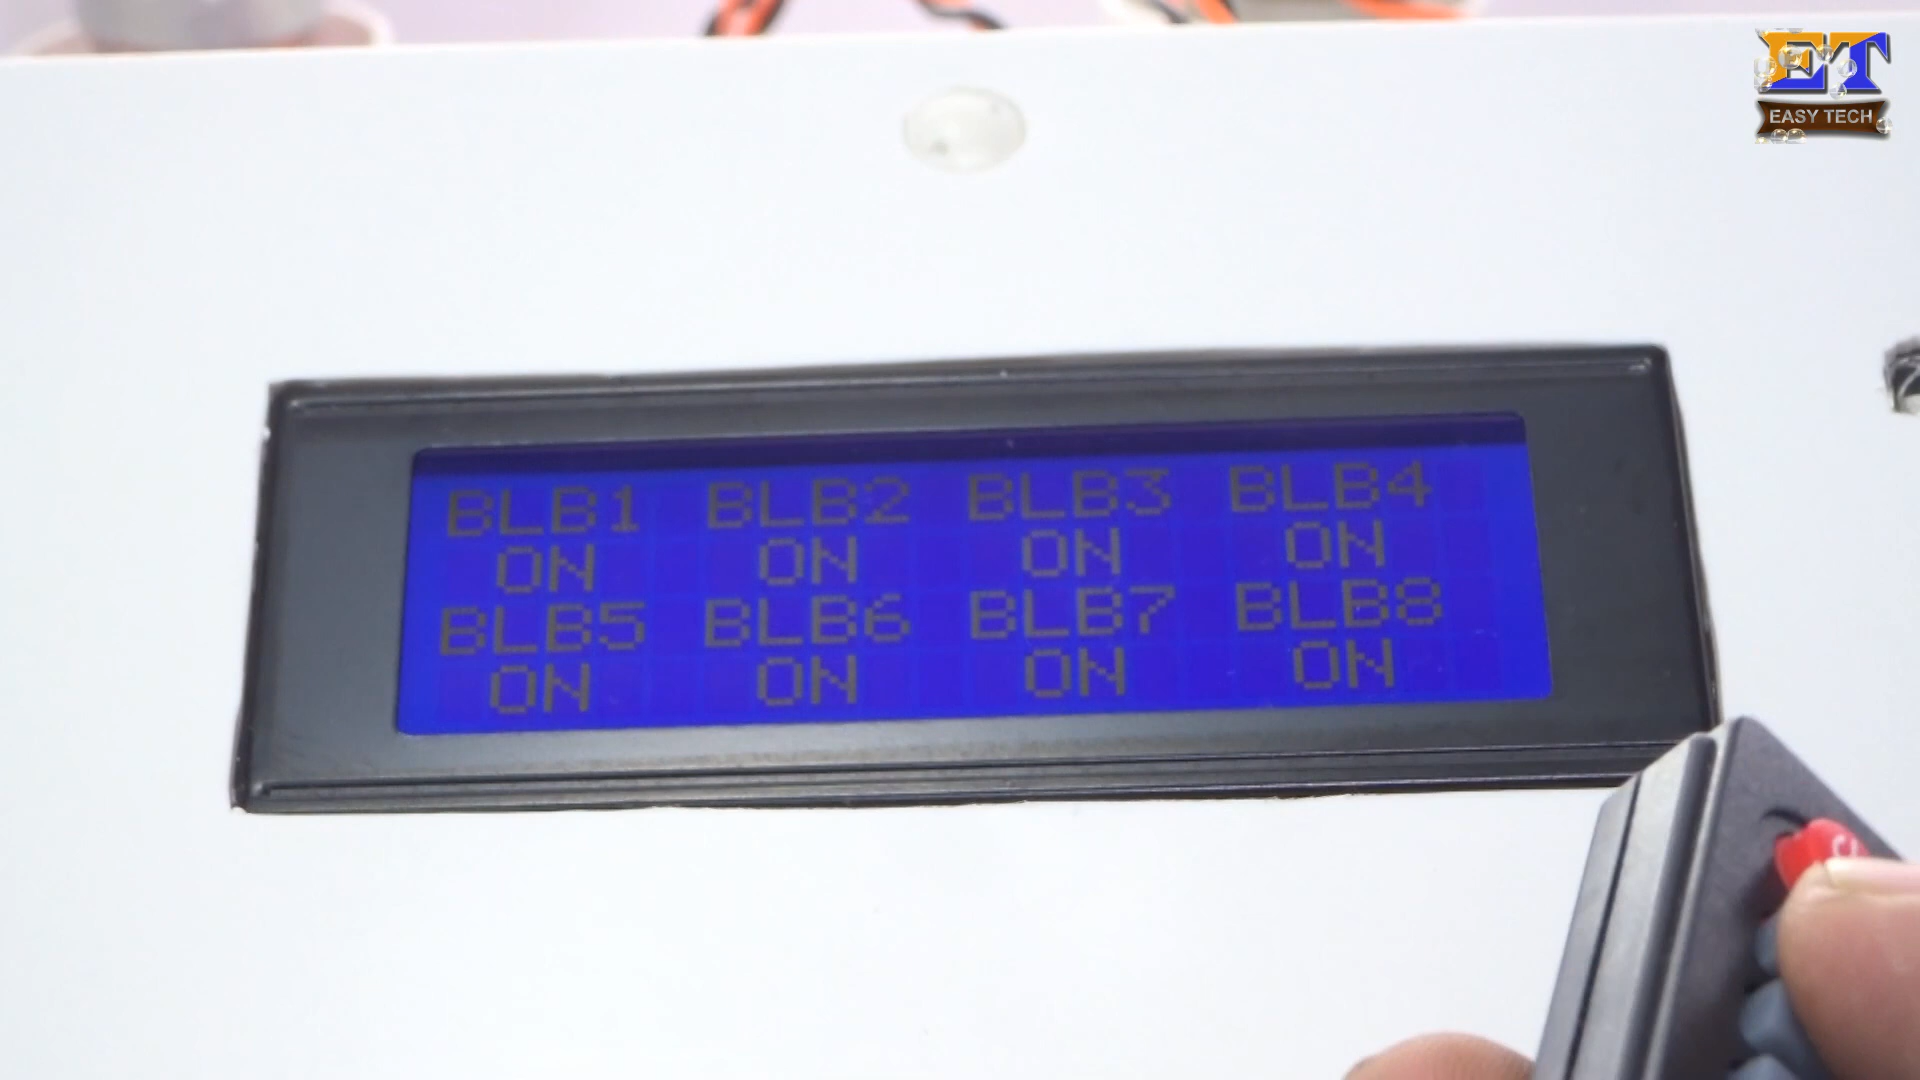 ET
EASY TECH
BLB1 BLB2 BLB3 BLB4
ON ON ON ON
BLB5 BLB6 BLB7 BLB8
ON ON ON ON